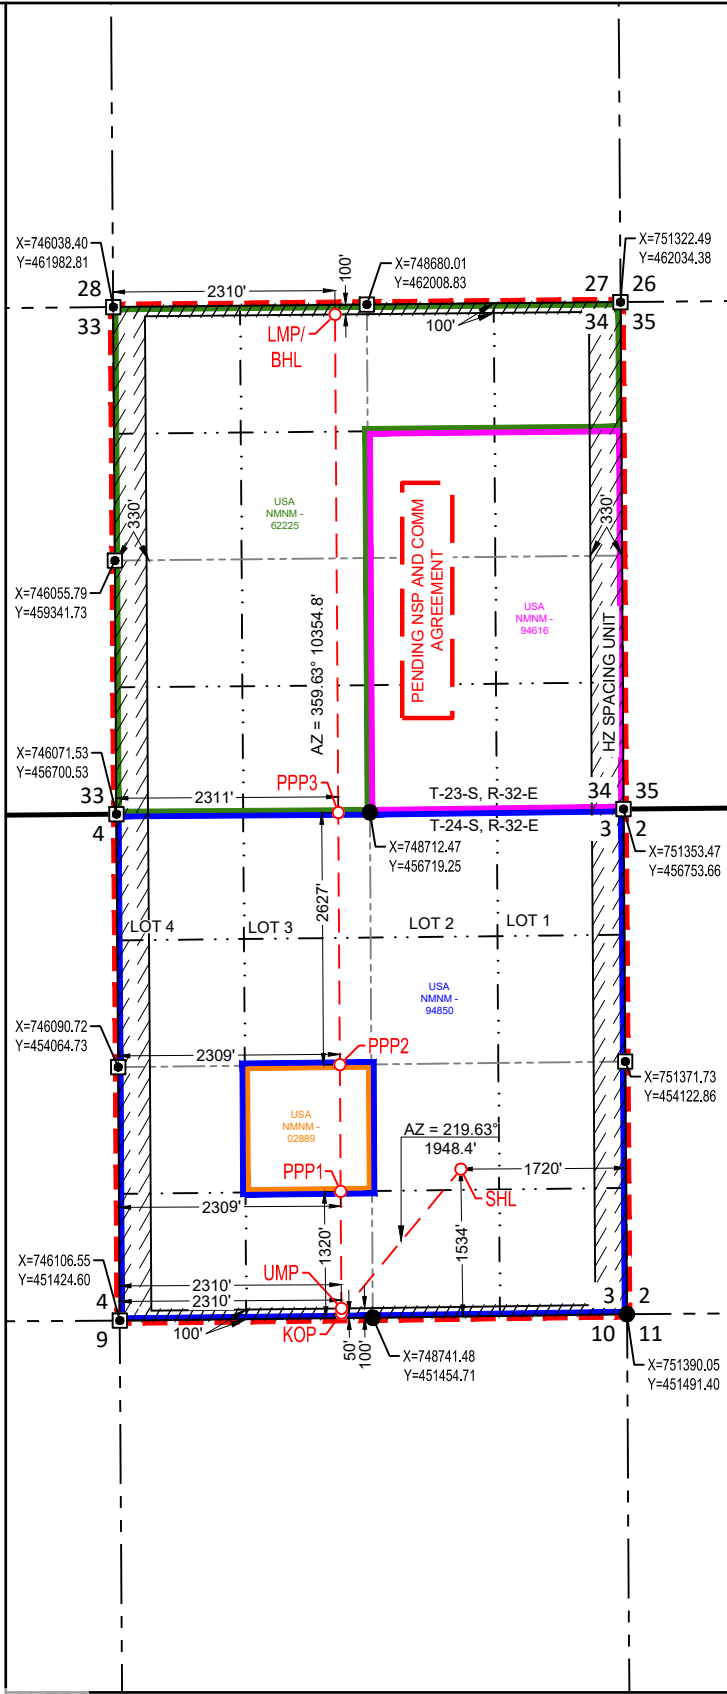 X=746038.40
Y=461982.81
X=748680.01
Y=462008.83
X=751322.49
Y=462034.38
28
33
2310'
100'
27
26
34
35
100'
LMP/
BHL
USA
NMNM -
62225
330'
330'
X=746055.79
Y=459341.73
AZ = 359.63° 10354.8'
PENDING NSP AND COMM
AGREEMENT
USA
NMNM -
94616
HZ SPACING UNIT
X=746071.53
Y=456700.53
33
4
2311'
PPP3
T-23-S, R-32-E
T-24-S, R-32-E
34
35
3
2
X=748712.47
Y=456719.25
X=751353.47
Y=456753.66
2627'
LOT 4
LOT 3
LOT 2
LOT 1
USA
NMNM -
94850
X=746090.72
Y=454064.73
2309'
PPP2
X=751371.73
Y=454122.86
USA
NMNM -
02889
AZ = 219.63°
1948.4'
PPP1
1720'
SHL
2309'
1320'
1534'
X=746106.55
Y=451424.60
UMP
2310'
2310'
4
9
100'
KOP
50'
100'
3
2
10
11
X=748741.48
Y=451454.71
X=751390.05
Y=451491.40